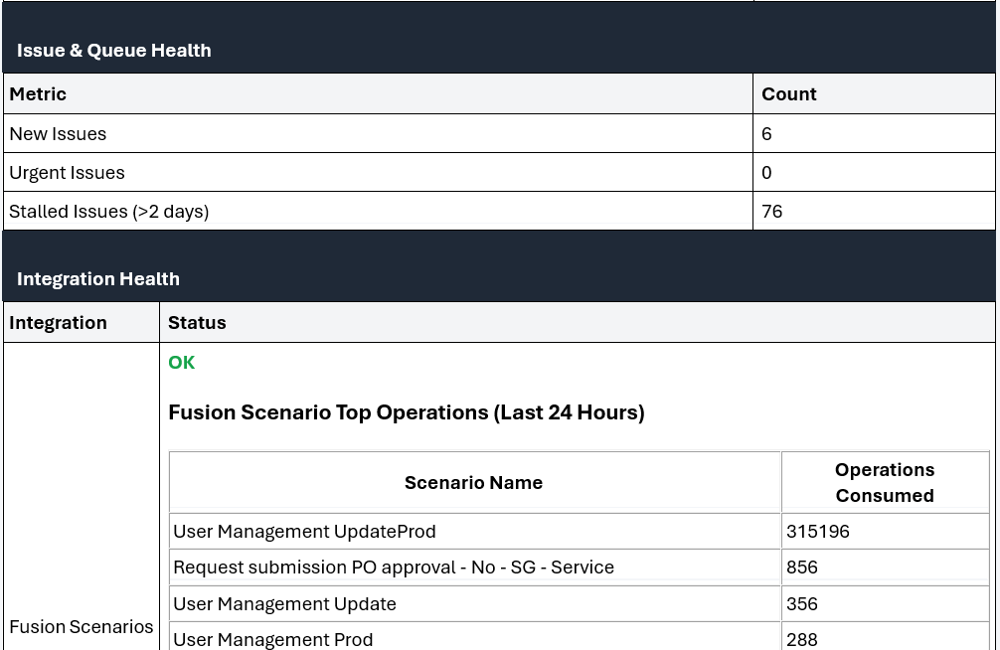 Issue & Queue Health
Metric Count
New Issues 6
Urgent Issues 0
Stalled Issues (>2 days) 76
Integration Health
Integration Status
OK
Fusion Scenario Top Operations (Last 24 Hours)
Scenario Name Operations
Consumed
User Management UpdateProd 315196
Request submission PO approval - No - SG - Service 856
User Management Update 356
Fusion Scenarios
User Management Prod 288